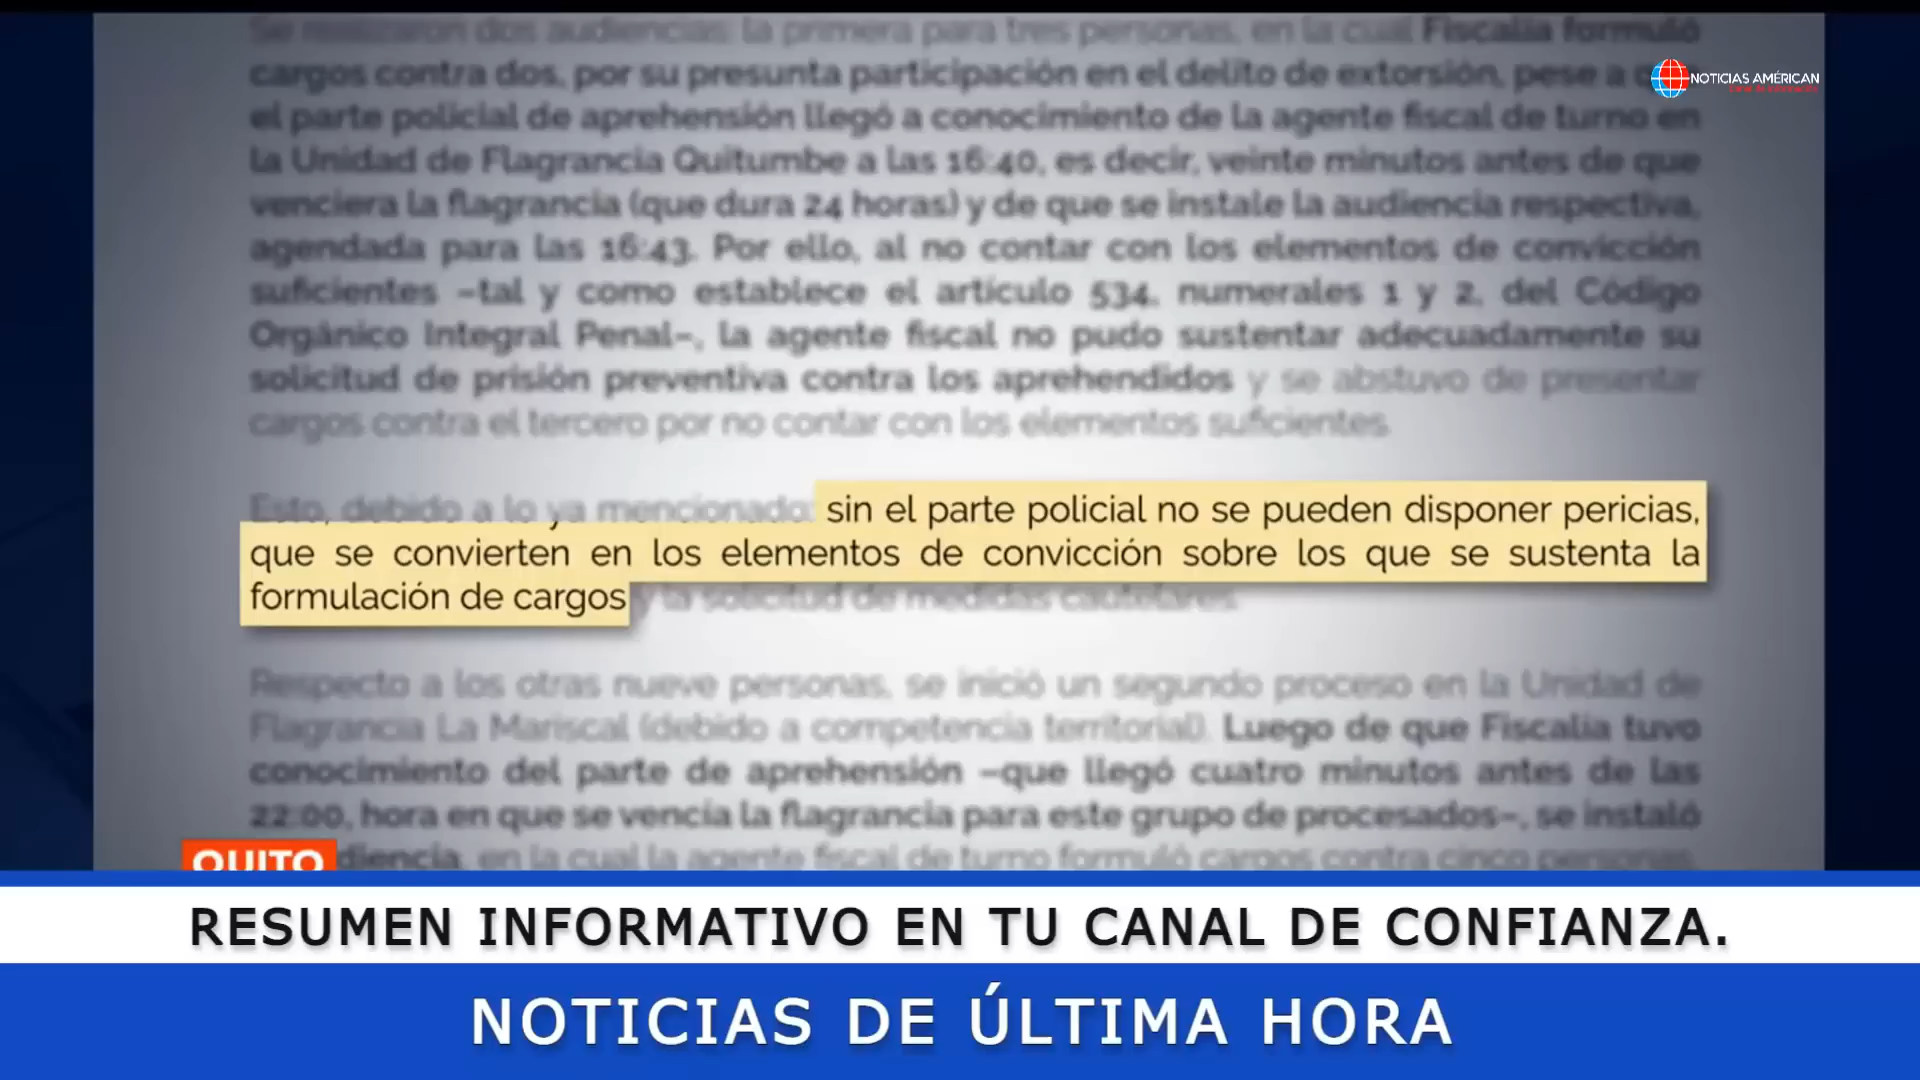 Se realizaron dos audiencias: la primera para tres personas, en la cual Fiscalía formuló
cargos contra dos, por su presunta participación en el delito de extorsión, pese a
el parte policial de aprehensión llegó a conocimiento de la agente fiscal de turno en
la Unidad de Flagrancia Quitumbe a las 16:40, es decir, veinte minutos antes de que
venciera la flagrancia (que dura 24 horas) y de que se instale la audiencia respectiva,
agendada para las 16:43. Por ello, al no contar con los elementos de convicción
suficientes –tal y como establece el artículo 534, numerales 1 y 2, del Código
Orgánico Integral Penal–, la agente fiscal no pudo sustentar adecuadamente su
solicitud de prisión preventiva contra los aprehendidos y se abstuvo de presentar
cargos contra el tercero por no contar con los elementos suficientes.
Esto, debido a lo ya mencionado: sin el parte policial no se pueden disponer pericias,
que se convierten en los elementos de convicción sobre los que se sustenta la
formulación de cargos y la solicitud de medidas cautelares.
Respecto a los otras nueve personas, se inició un segundo proceso en la Unidad de
Flagrancia La Mariscal (debido a competencia territorial). Luego de que Fiscalía tuvo
conocimiento del parte de aprehensión –que llegó cuatro minutos antes de las
22:00, hora en que se vencía la flagrancia para este grupo de procesados–, se instaló
diencia, en la cual la agente fiscal de turno formuló cargos contra cinco personas,
NOTICIAS AMÉRICAN
QUITO
RESUMEN INFORMATIVO EN TU CANAL DE CONFIANZA.
NOTICIAS DE ÚLTIMA HORA